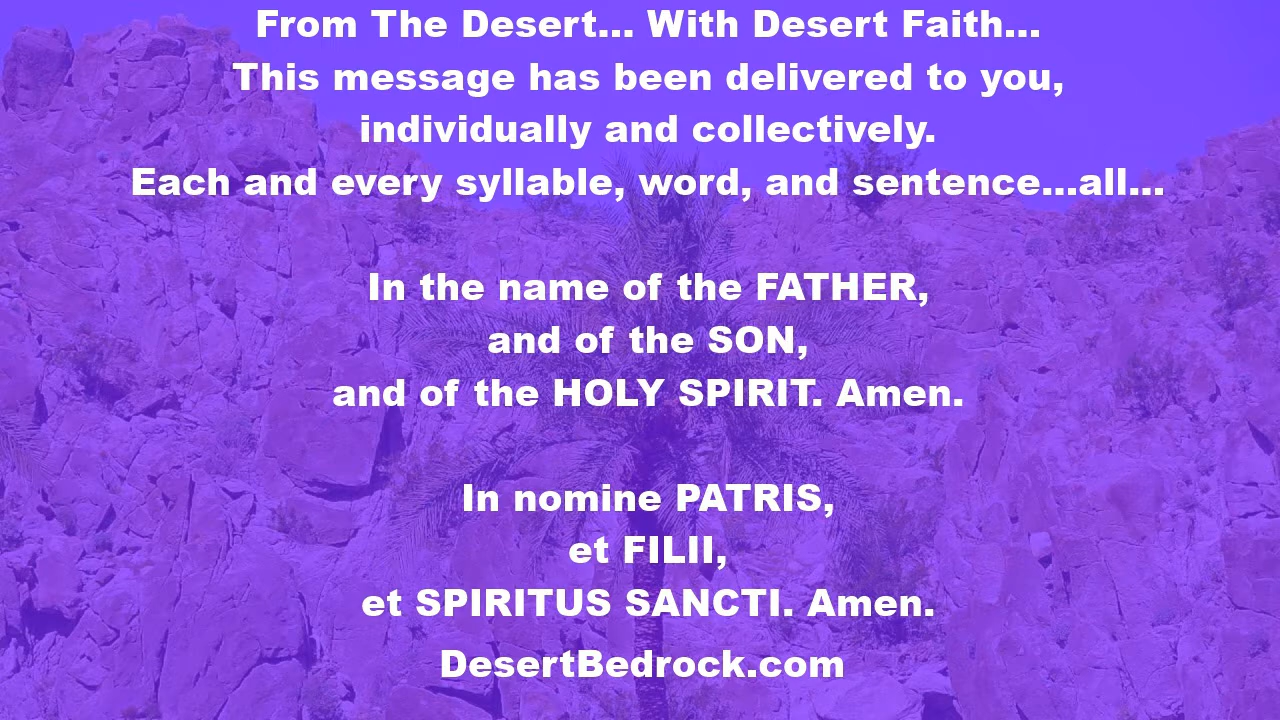 From The Desert... With Desert Faith...
This message has been delivered to you,
individually and collectively.
Each and every syllable, word, and sentence...all...
In the name of the FATHER,
and of the SON,
and of the HOLY SPIRIT. Amen.
In nomine PATRIS,
et FILII,
et SPIRITUS SANCTI. Amen.
DesertBedrock.com